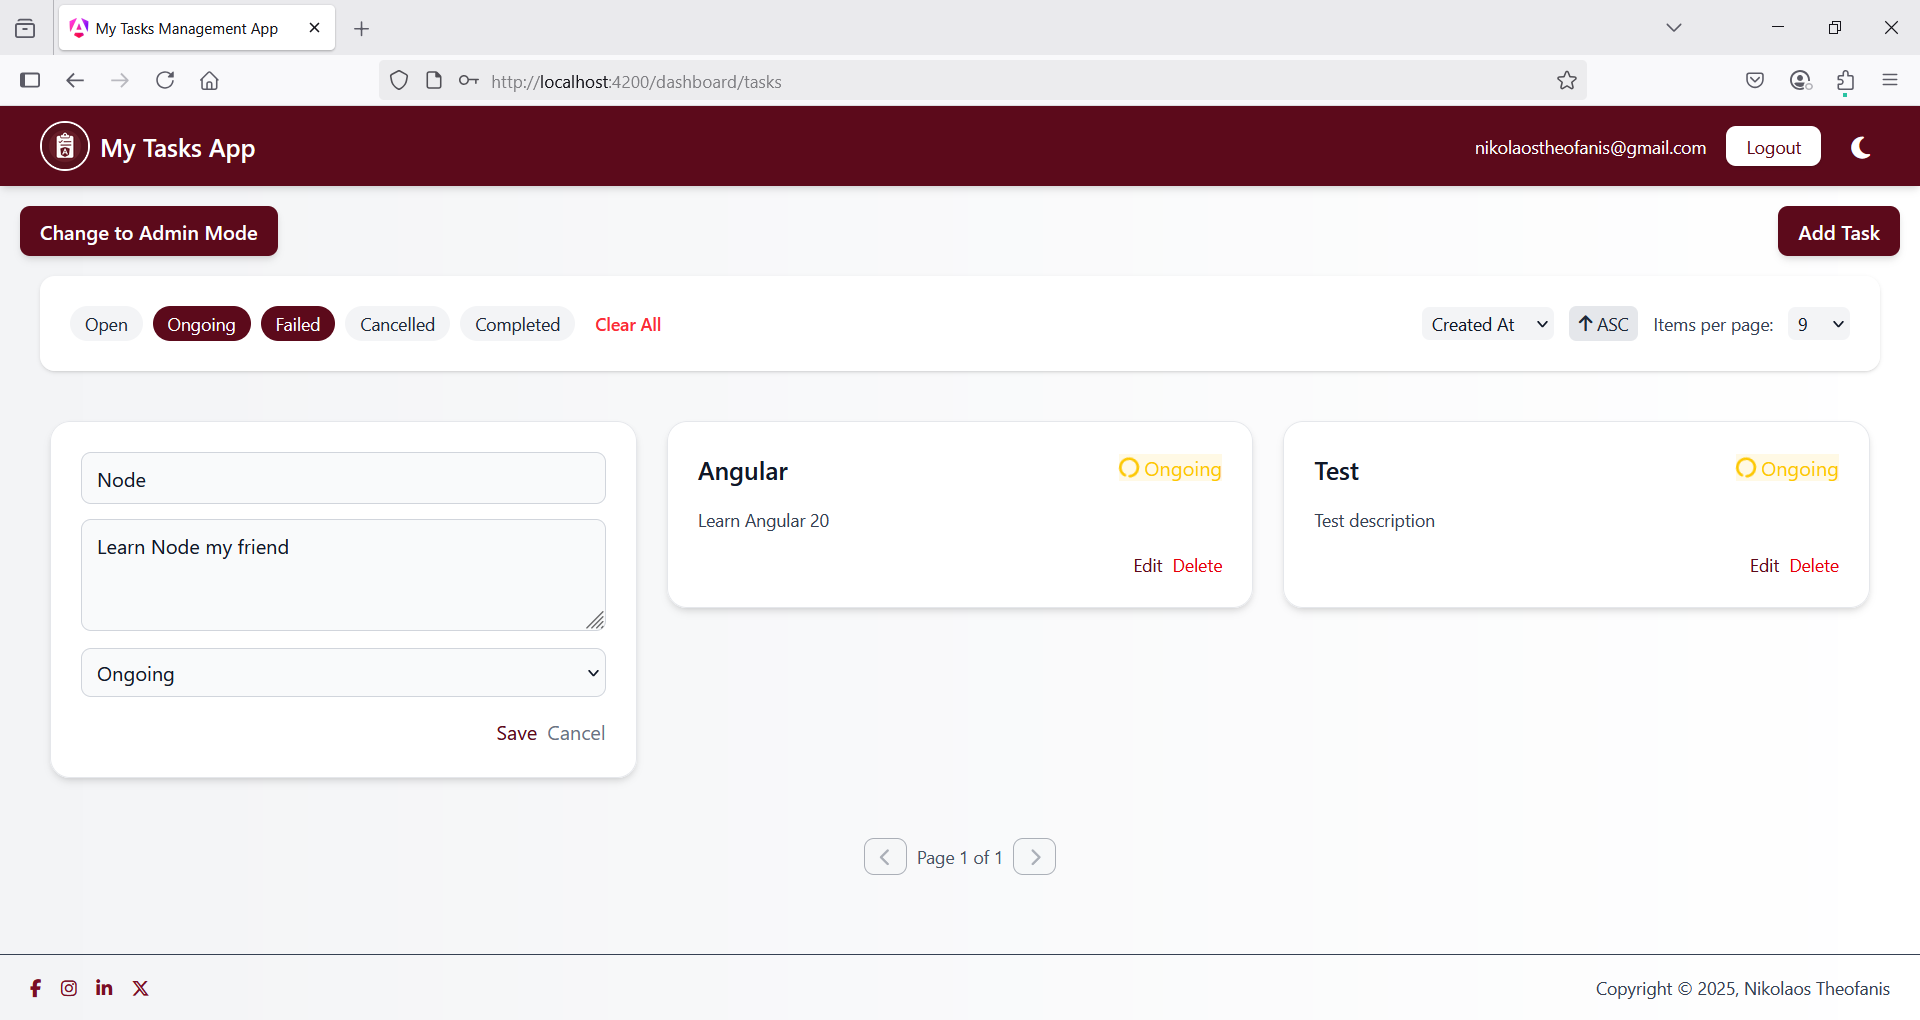 My Tasks Management App
http://localhost:4200/dashboard/tasks
My Tasks App
nikolaostheofanis@gmail.com
Logout
Change to Admin Mode
Add Task
Open Ongoing Failed Cancelled Completed Clear All
Created At ASC Items per page: 9
Node
Learn Node my friend
Ongoing
Save Cancel
Angular Ongoing
Learn Angular 20
Edit Delete
Test Ongoing
Test description
Edit Delete
Page 1 of 1
Copyright © 2025, Nikolaos Theofanis